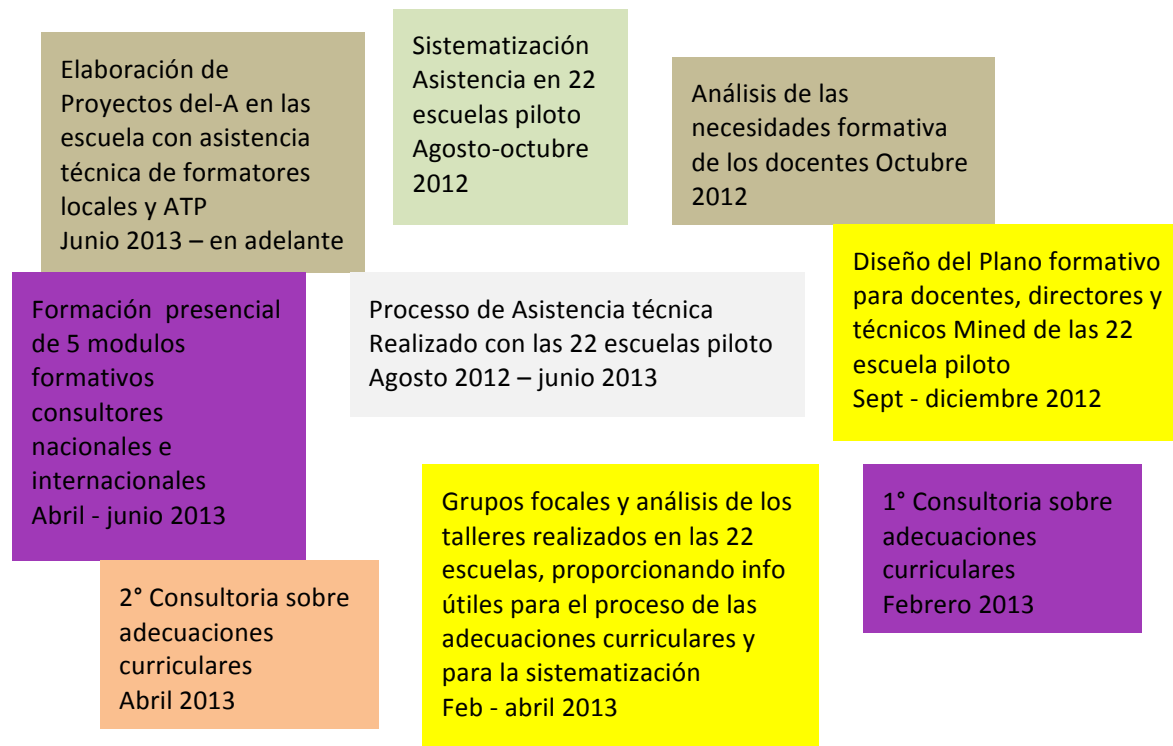 Elaboración de
Proyectos del-A en las
escuela con asistencia
técnica de formatores
locales y ATP
Junio 2013 – en adelante
Sistematización
Asistencia en 22
escuelas piloto
Agosto-octubre
2012
Análisis de las
necesidades formativa
de los docentes Octubre
2012
Diseño del Plano formativo
para docentes, directores y
técnicos Mined de las 22
escuela piloto
Sept - diciembre 2012
Formación presencial
de 5 modulos
formativos
consultores
nacionales e
internacionales
Abril - junio 2013
Processo de Asistencia técnica
Realizado con las 22 escuelas piloto
Agosto 2012 – junio 2013
Grupos focales y análisis de los
talleres realizados en las 22
escuelas, proporcionando info
útiles para el proceso de las
adecuaciones curriculares y
para la sistematización
Feb - abril 2013
1° Consultoria sobre
adecuaciones
curriculares
Febrero 2013
2° Consultoria sobre
adecuaciones
curriculares
Abril 2013